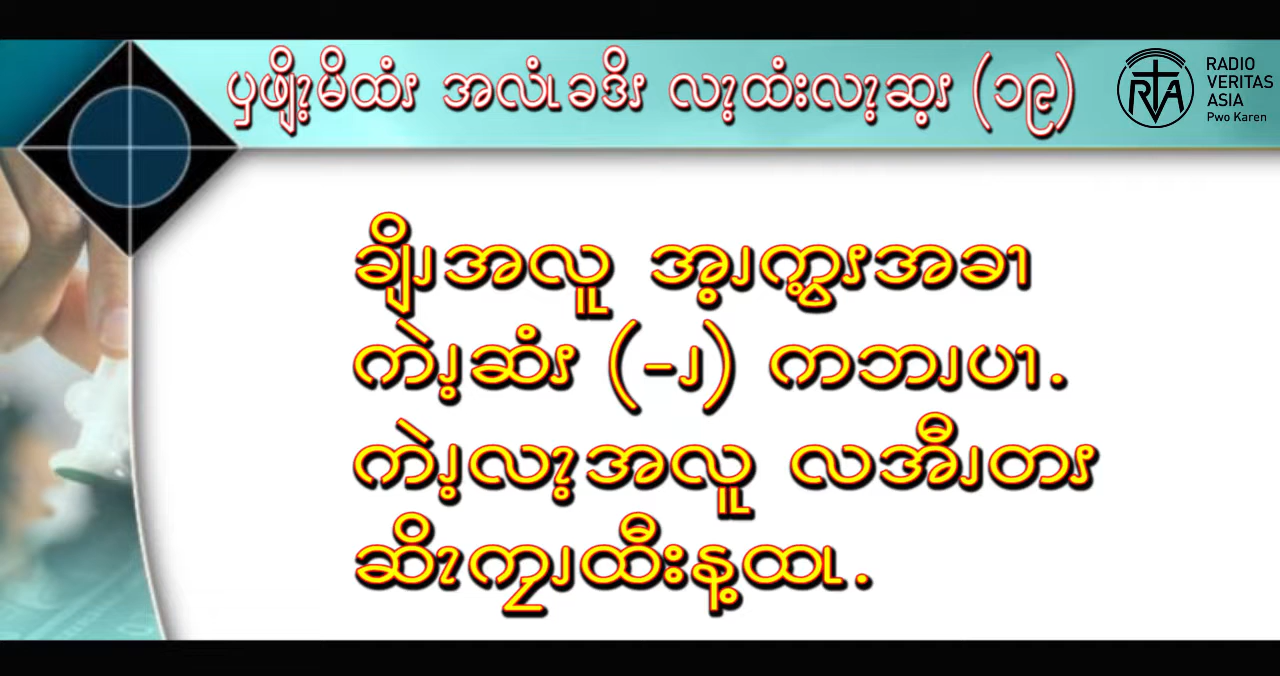 ပှဖျိၩ့မိထံၭ အလံၬခဒိၭ လၩ့ထံးလၩ့ဆ့ၭ (၁၉)
RADIO
VERITAS
ASIA
Pwo Karen
ချိၪအလူ အ့ၪကွ့ၭအခၫ
ကဲၪ့ဆံၭ (-ၪ) ကဘၪပၫ.
ကဲၪ့လၩ့အလူ လအီၪတၭ
ဆိၩကၠၪထီးန့ထၬ.